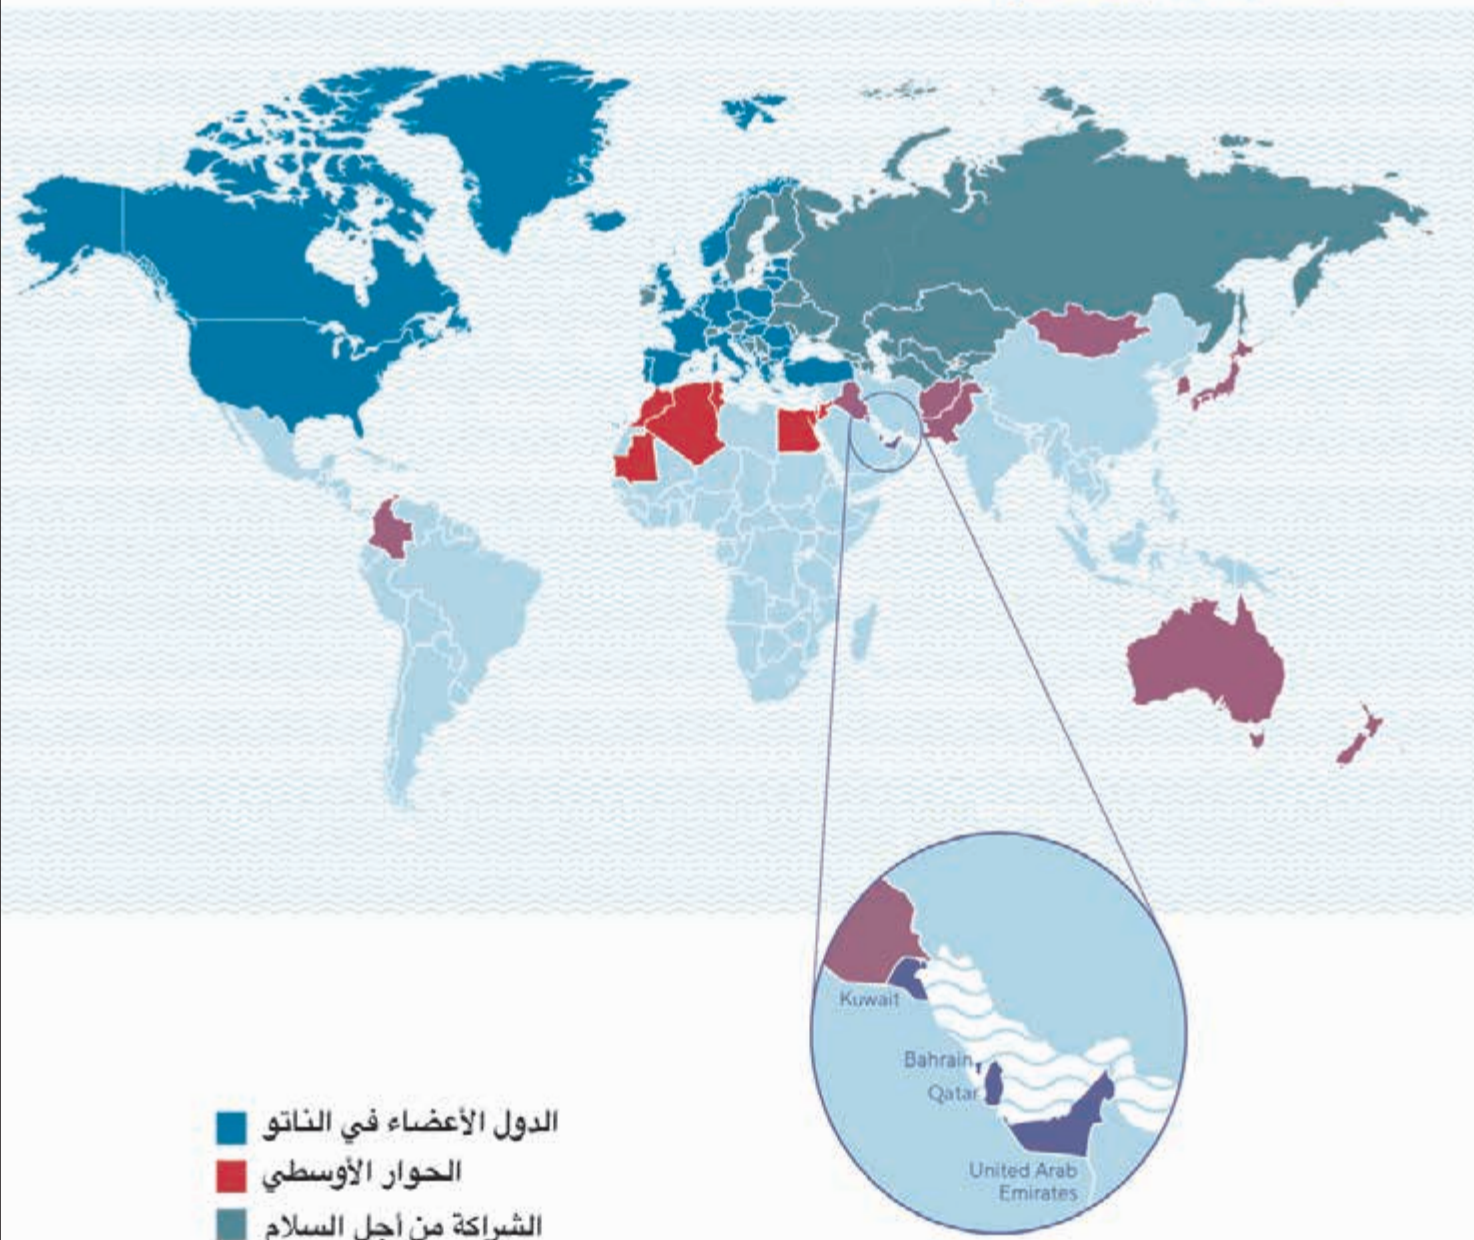 Kuwait
Bahrain
Qatar
United Arab
Emirates
الدول الأعضاء في الناتو
الحوار الأوسطي
الشراكة من أجل السلام